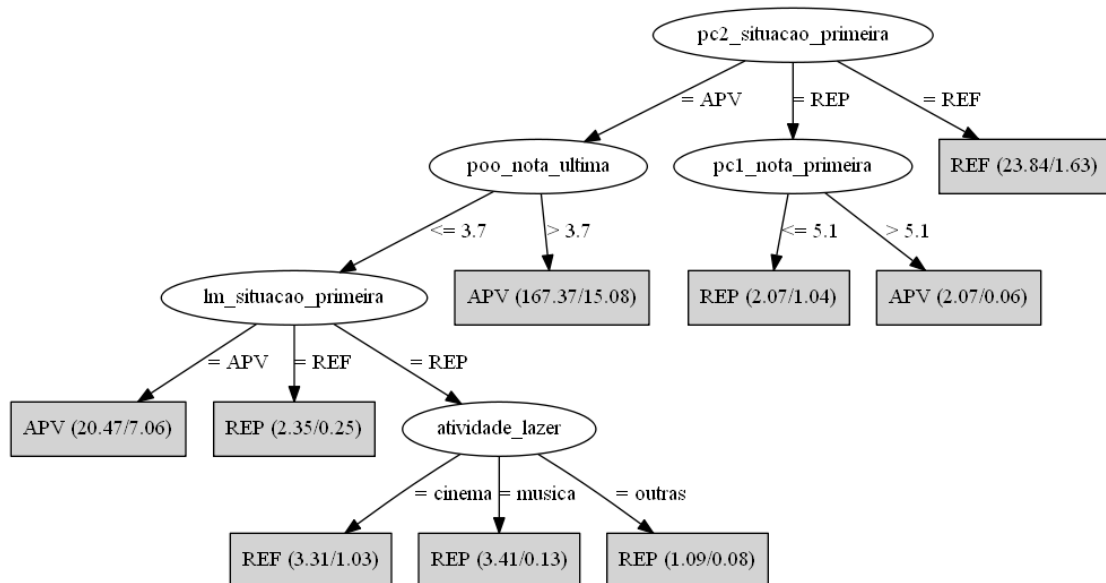 pc2_situacao_primeira
= APV
= REP
= REF
poo_nota_ultima
pc1_nota_primeira
REF (23.84/1.63)
<= 3.7
> 3.7
<= 5.1
> 5.1
lm_situacao_primeira
APV (167.37/15.08)
REP (2.07/1.04)
APV (2.07/0.06)
= APV
= REF
= REP
APV (20.47/7.06)
REP (2.35/0.25)
atividade_lazer
= cinema
= musica
= outras
REF (3.31/1.03)
REP (3.41/0.13)
REP (1.09/0.08)